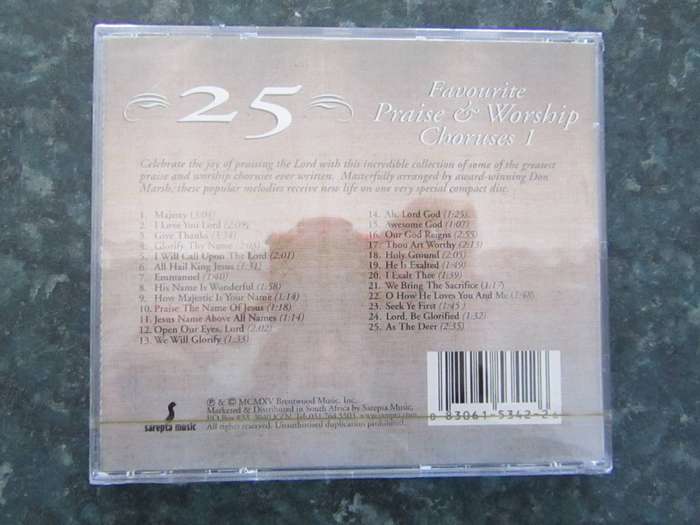 25
Favourite
Praise & Worship
Choruses 1
Celebrate the joy of praising the Lord with this incredible collection of some of the greatest
praise and worship choruses ever written. Masterfully arranged by award-winning Don
Marsh, these popular melodies receive new life on one very special compact disc.
1. Majesty (3:04)
2. I Love You Lord
3. Give Thanks
4. Glorify Thy Name (2:05)
5. I Will Call Upon The Lord (2:01)
6. All Hail King Jesus (1:31)
7. Emmanuel (1:40)
8. His Name Is Wonderful (1:58)
9. How Majestic Is Your Name (1:14)
10. Praise The Name Of Jesus (1:18)
11. Jesus Name Above All Names (1:14)
12. Open Our Eyes, Lord (2:02)
13. We Will Glorify (1:33)
14. Ah, Lord God (1:25)
15. Awesome God (1:07)
16. Our God Reigns (2:55)
17. Thou Art Worthy (2:13)
18. Holy Ground (2:05)
19. He Is Exalted (1:49)
20. I Exalt Thee (1:39)
21. We Bring The Sacrifice (1:17)
22. O How He Loves You And Me (1:48)
23. Seek Ye First (1:45)
24. Lord, Be Glorified (1:32)
25. As The Deer (2:35)
sarepta music
℗ & © MCMXV Brentwood Music, Inc.
Marketed & Distributed in South Africa by Sarepta Music,
All rights reserved. Unauthorised duplication prohibited.
0 83061-5342-26